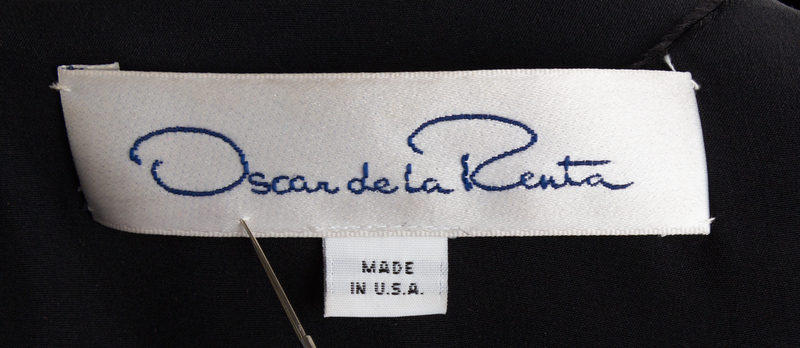 Oscar de la Renta
MADE
IN U.S.A.